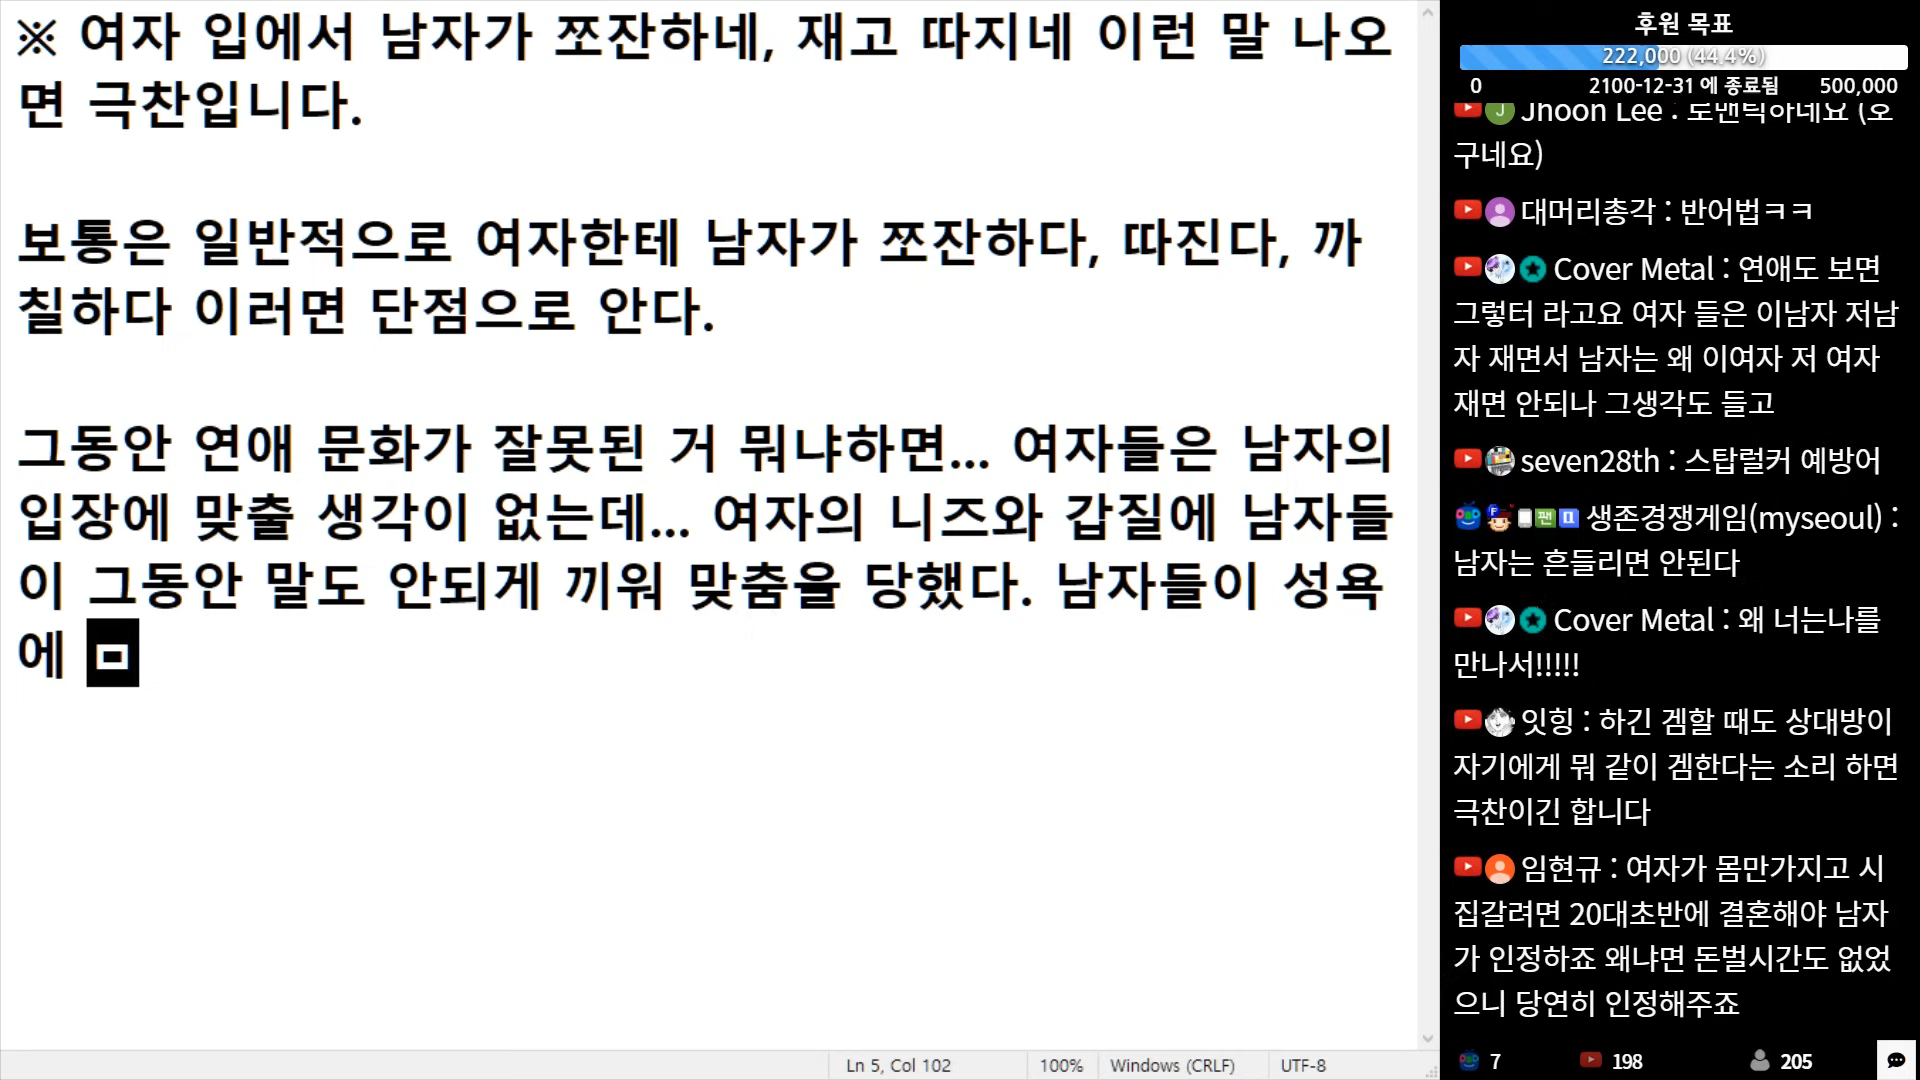 ※ 여자 입에서 남자가 쪼잔하네, 재고 따지네 이런 말 나오
면 극찬입니다.
보통은 일반적으로 여자한테 남자가 쪼잔하다, 따진다, 까
칠하다 이러면 단점으로 안다.
그동안 연애 문화가 잘못된 거 뭐냐하면... 여자들은 남자의
입장에 맞출 생각이 없는데... 여자의 니즈와 갑질에 남자들
이 그동안 말도 안되게 끼워 맞춤을 당했다. 남자들이 성욕
에 ㅁ
Ln 5, Col 102
100%
Windows (CRLF)
UTF-8
후원 목표
222,000 (44.4%)
0 2100-12-31 에 종료됨 500,000
Jhoon Lee : 로맨틱하네요 (호
구네요)
대머리총각 : 반어법ㅋㅋ
Cover Metal : 연애도 보면
그렇터 라고요 여자 들은 이남자 저남
자 재면서 남자는 왜 이여자 저 여자
재면 안되나 그생각도 들고
seven28th : 스탑럴커 예방어
생존경쟁게임(myseoul) :
남자는 흔들리면 안된다
Cover Metal : 왜 너는나를
만나서!!!!!
잇힝 : 하긴 겜할 때도 상대방이
자기에게 뭐 같이 겜한다는 소리 하면
극찬이긴 합니다
임현규 : 여자가 몸만가지고 시
집갈려면 20대초반에 결혼해야 남자
가 인정하죠 왜냐면 돈벌시간도 없었
으니 당연히 인정해주죠
7 198 205